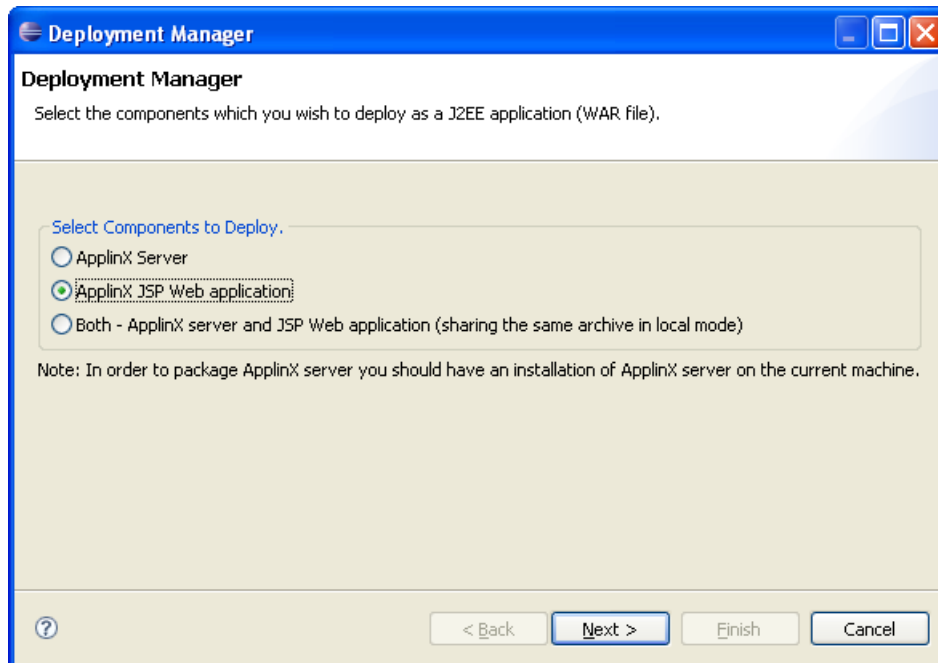 Deployment Manager
Deployment Manager
Select the components which you wish to deploy as a J2EE application (WAR file).
Select Components to Deploy.
ApplinX Server
ApplinX JSP Web application
Both - ApplinX server and JSP Web application (sharing the same archive in local mode)
Note: In order to package ApplinX server you should have an installation of ApplinX server on the current machine.
? < Back Next > Finish Cancel